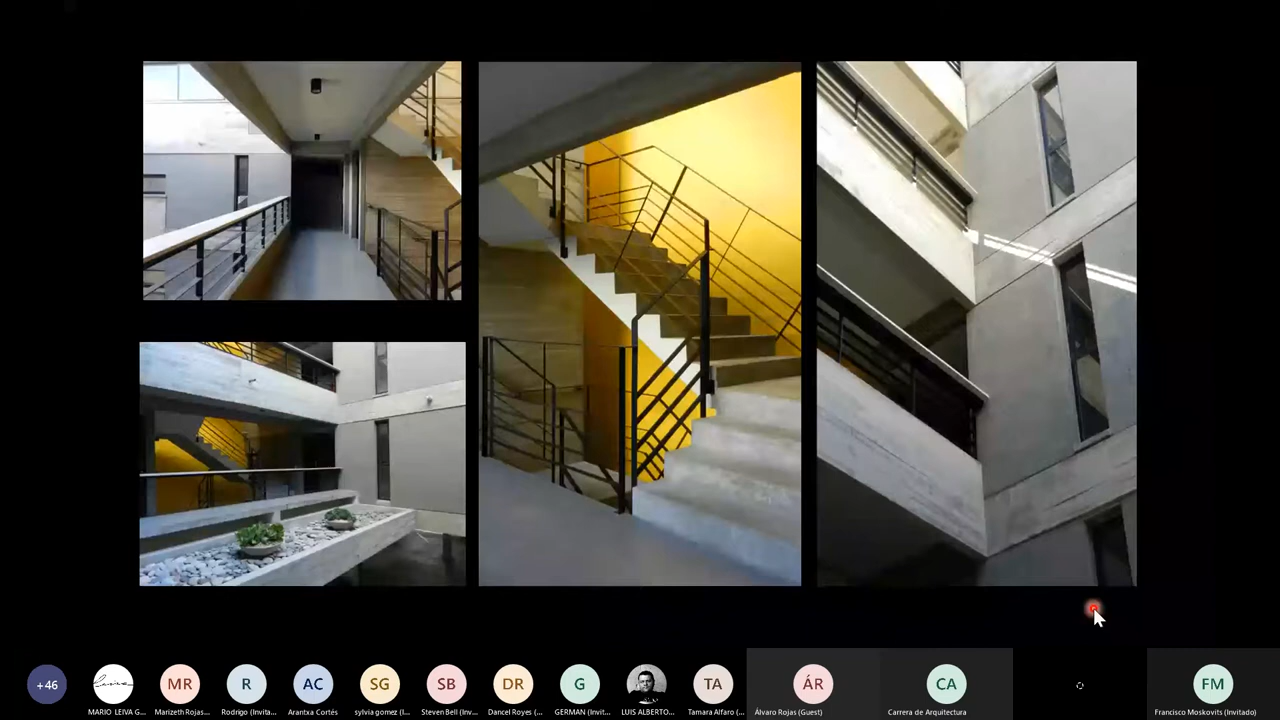 +46
MARIO LEIVA G...
MR
Marizeth Rojas...
R
Rodrigo (Invita...
AC
Arantxa Cortés
SG
sylvia gomez (I...
SB
Steven Bell (Inv...
DR
Dancel Royes (...
G
GERMAN (Invit...
LUIS ALBERTO...
TA
Tamara Alfaro (...
ÁR
Álvaro Rojas (Guest)
CA
Carrera de Arquitectura
FM
Francisco Moskovits (Invitado)